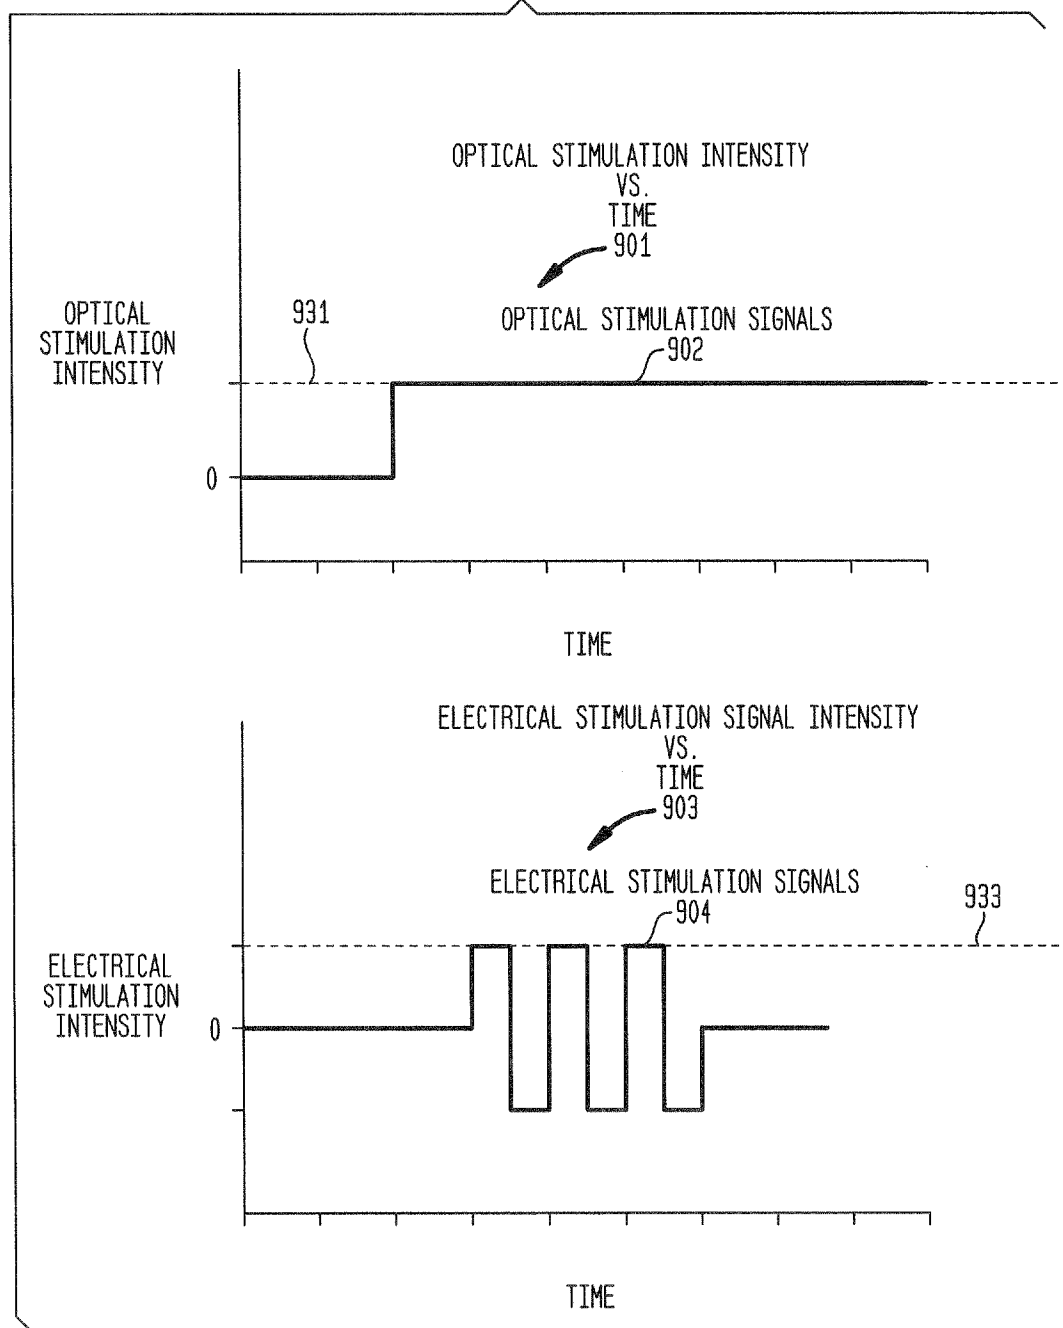 OPTICAL STIMULATION INTENSITY
VS.
TIME
901
OPTICAL
STIMULATION
INTENSITY
931
OPTICAL STIMULATION SIGNALS
902
0
TIME
ELECTRICAL STIMULATION SIGNAL INTENSITY
VS.
TIME
903
ELECTRICAL STIMULATION SIGNALS
904
933
ELECTRICAL
STIMULATION
INTENSITY
0
TIME